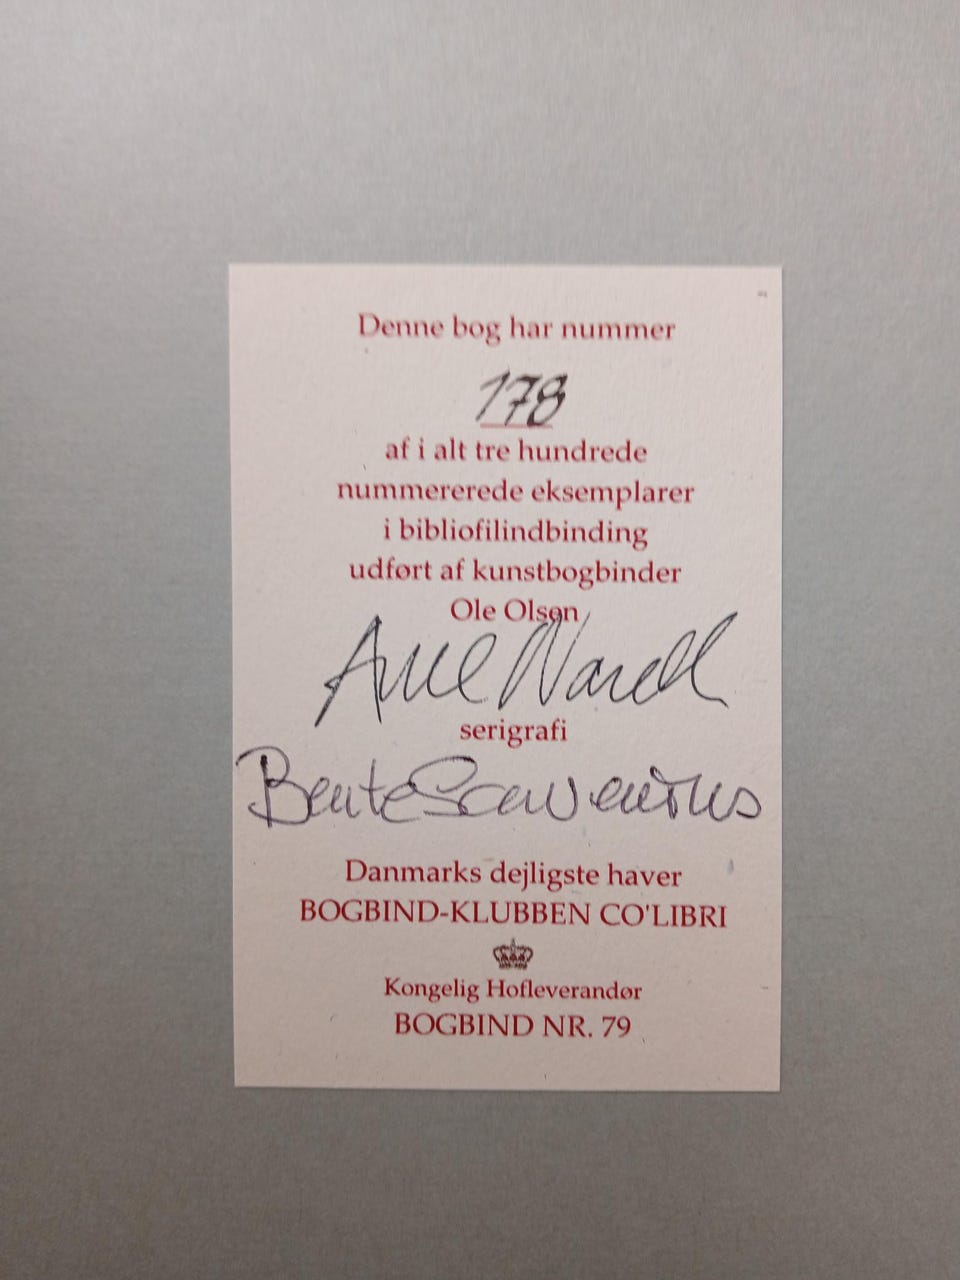 Denne bog har nummer
178
af i alt tre hundrede
nummererede eksemplarer
i bibliofilindbinding
udført af kunstbogbinder
Ole Olsen
serigrafi
Bente
Danmarks dejligste haver
BOGBIND-KLUBBEN CO'LIBRI
Kongelig Hofleverandør
BOGBIND NR. 79